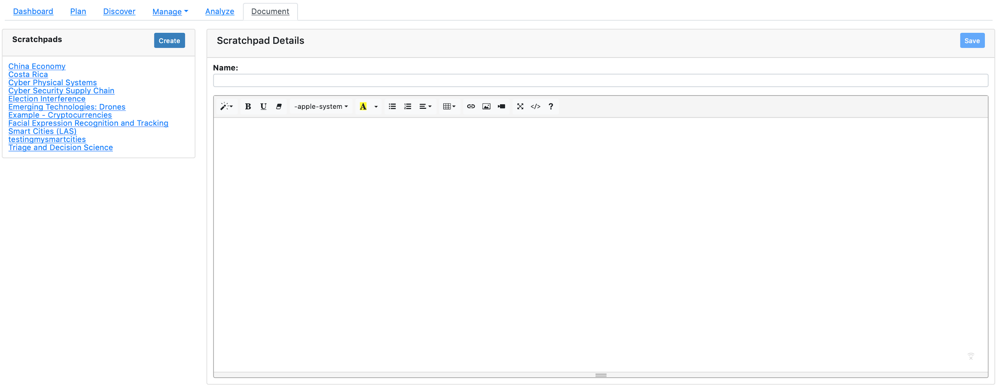 Dashboard Plan Discover Manage Analyze Document
Scratchpads Create
China Economy
Costa Rica
Cyber Physical Systems
Cyber Security Supply Chain
Election Interference
Emerging Technologies: Drones
Example - Cryptocurrencies
Facial Expression Recognition and Tracking
Smart Cities (LAS)
testingmysmartcities
Triage and Decision Science
Scratchpad Details Save
Name:
B U -apple-system A </> ?